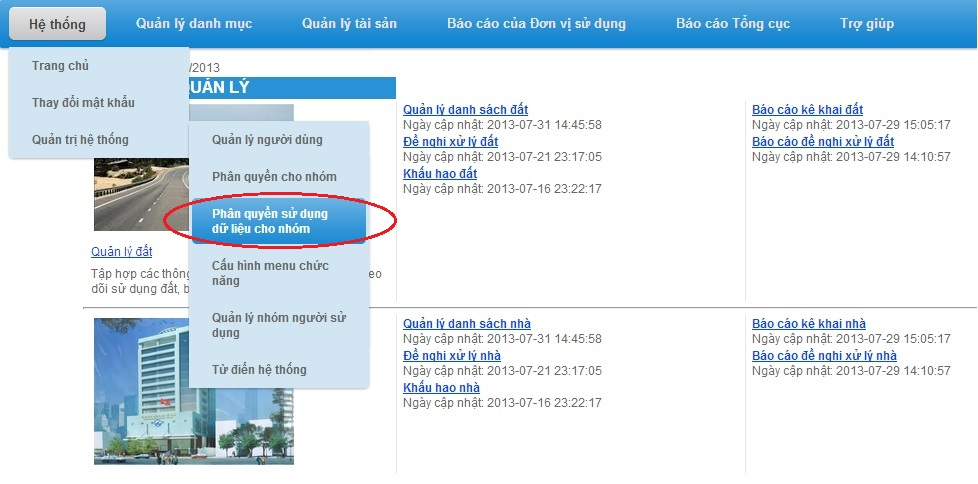 Hệ thống
Quản lý danh mục
Quản lý tài sản
Báo cáo của Đơn vị sử dụng
Báo cáo Tổng cục
Trợ giúp
Trang chủ
Thay đổi mật khẩu
Quản trị hệ thống
/2013
QUẢN LÝ
Quản lý người dùng
Phân quyền cho nhóm
Phân quyền sử dụng
dữ liệu cho nhóm
Cấu hình menu chức
năng
Quản lý nhóm người sử
dụng
Từ điển hệ thống
Quản lý đất
Tập hợp các thông
eo
dõi sử dụng đất, b
Quản lý danh sách đất
Ngày cập nhật: 2013-07-31 14:45:58
Đề nghị xử lý đất
Ngày cập nhật: 2013-07-21 23:17:05
Khấu hao đất
Ngày cập nhật: 2013-07-16 23:22:17
Báo cáo kê khai đất
Ngày cập nhật: 2013-07-29 15:05:17
Báo cáo đề nghị xử lý đất
Ngày cập nhật: 2013-07-29 14:10:57
Quản lý danh sách nhà
Ngày cập nhật: 2013-07-31 14:45:58
Đề nghị xử lý nhà
Ngày cập nhật: 2013-07-21 23:17:05
Khấu hao nhà
Ngày cập nhật: 2013-07-16 23:22:17
Báo cáo kê khai nhà
Ngày cập nhật: 2013-07-29 15:05:17
Báo cáo đề nghị xử lý nhà
Ngày cập nhật: 2013-07-29 14:10:57